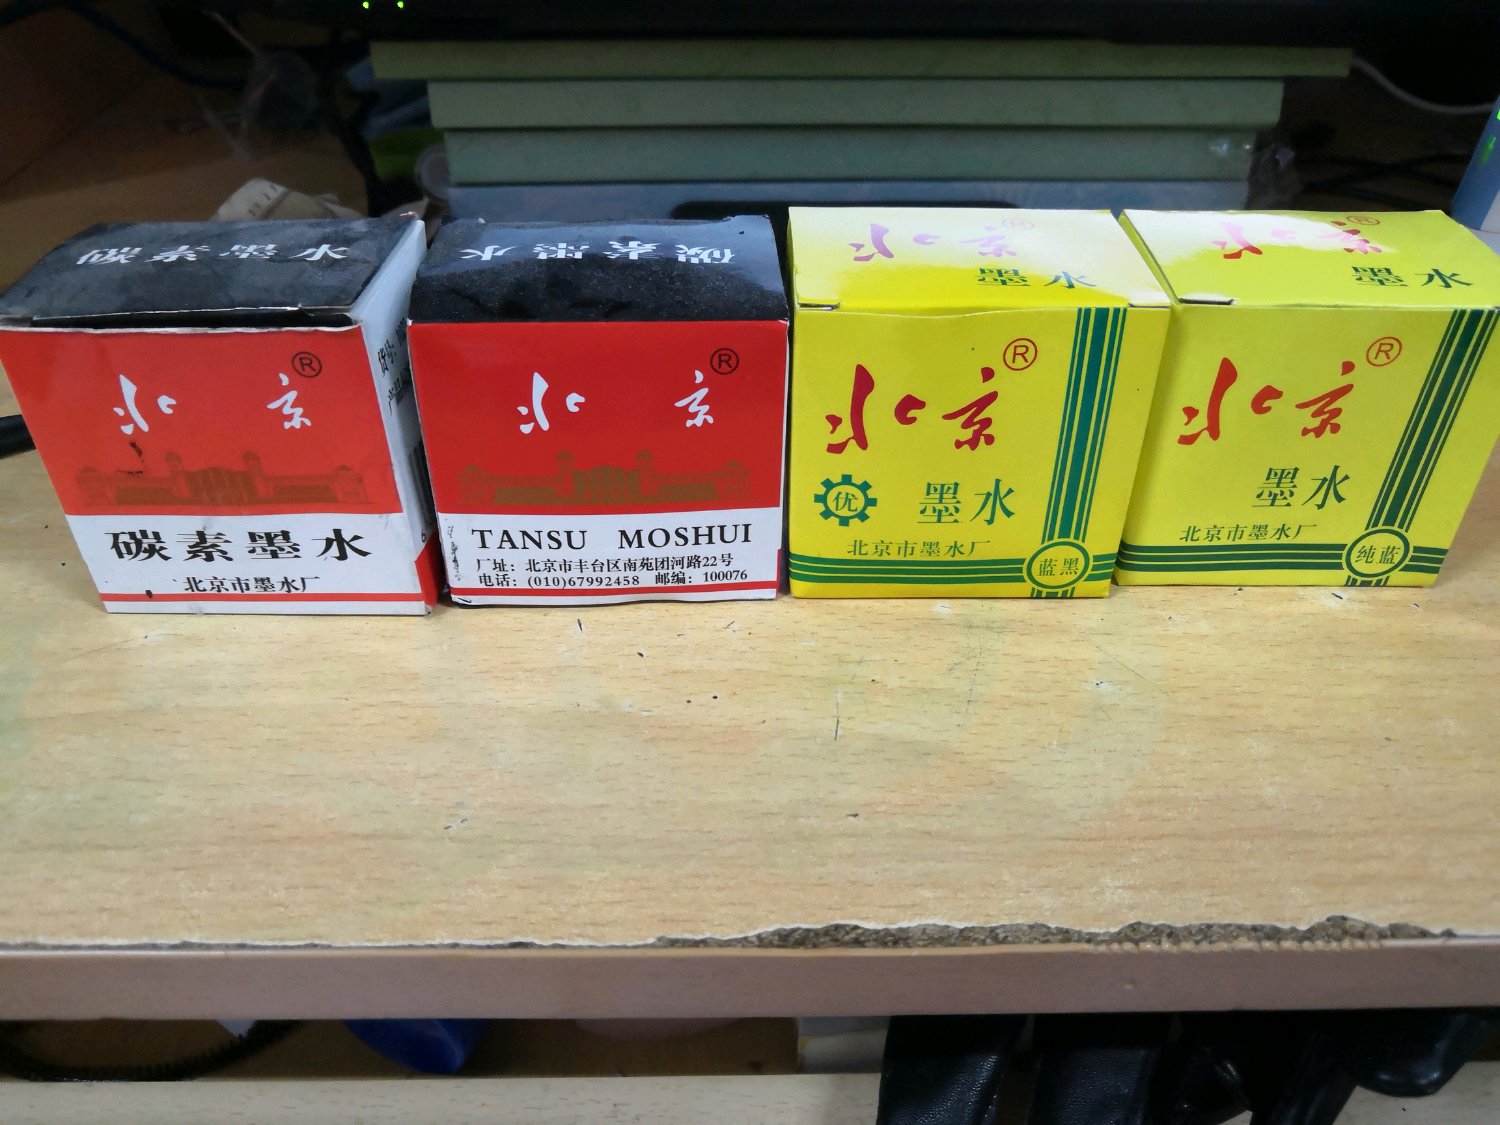 碳素墨水
北京®
碳素墨水
北京市墨水厂
碳素墨水
北京®
TANSU MOSHUI
厂址：北京市丰台区南苑团河路22号
电话：(010)67992458 邮编：100076
北京®
墨水
北京®
优 墨水
北京市墨水厂
蓝黑
北京®
墨水
北京®
墨水
北京市墨水厂
纯蓝